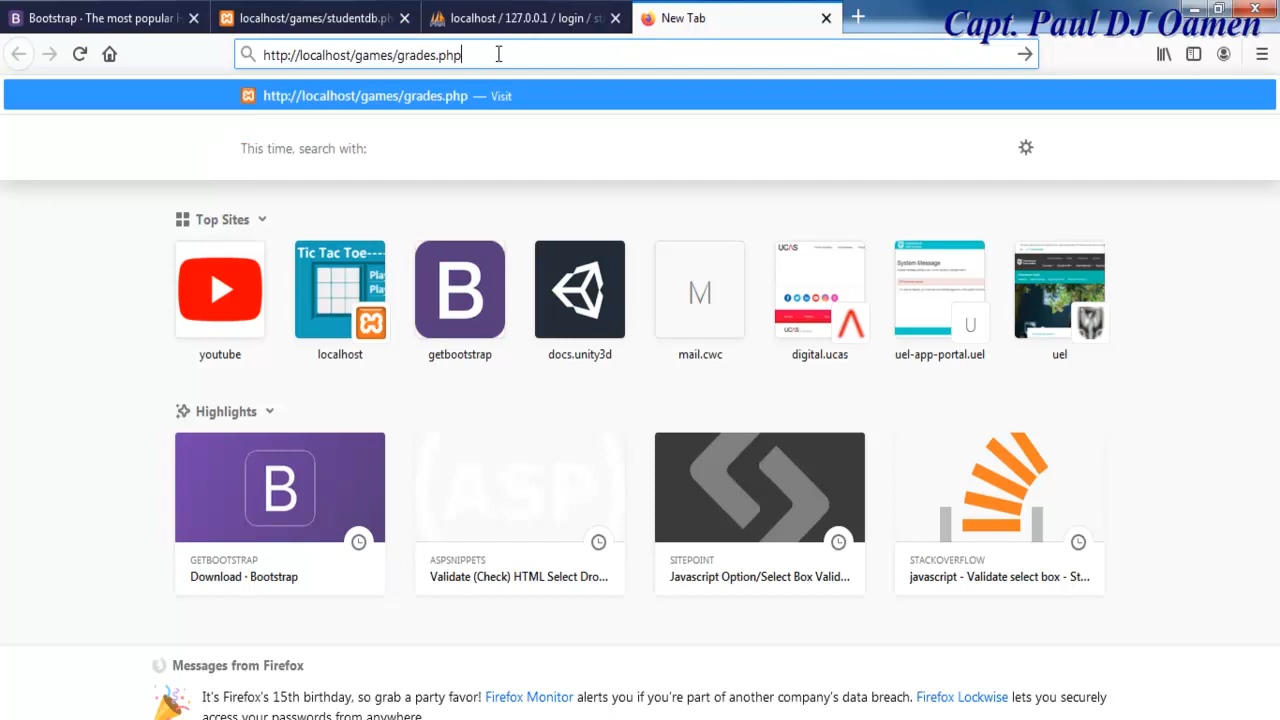 Bootstrap · The most popular H
localhost/games/studentdb.ph
localhost / 127.0.0.1 / login / st
New Tab
Capt. Paul DJ Oamen
http://localhost/games/grades.php
http://localhost/games/grades.php — Visit
This time, search with:
Top Sites
Tic Tac Toe----
Play
UCAS
System Message
B
M
U
youtube
localhost
getbootstrap
docs.unity3d
mail.cwc
digital.ucas
uel-app-portal.uel
uel
Highlights
B
(ASP)
GETBOOTSTRAP
Download · Bootstrap
ASPSNIPPETS
Validate (Check) HTML Select Dro...
SITEPOINT
Javascript Option/Select Box Valid...
STACKOVERFLOW
javascript - Validate select box - St...
Messages from Firefox
It's Firefox's 15th birthday, so grab a party favor! Firefox Monitor alerts you if you're part of another company's data breach. Firefox Lockwise lets you securely
access your passwords from anywhere.